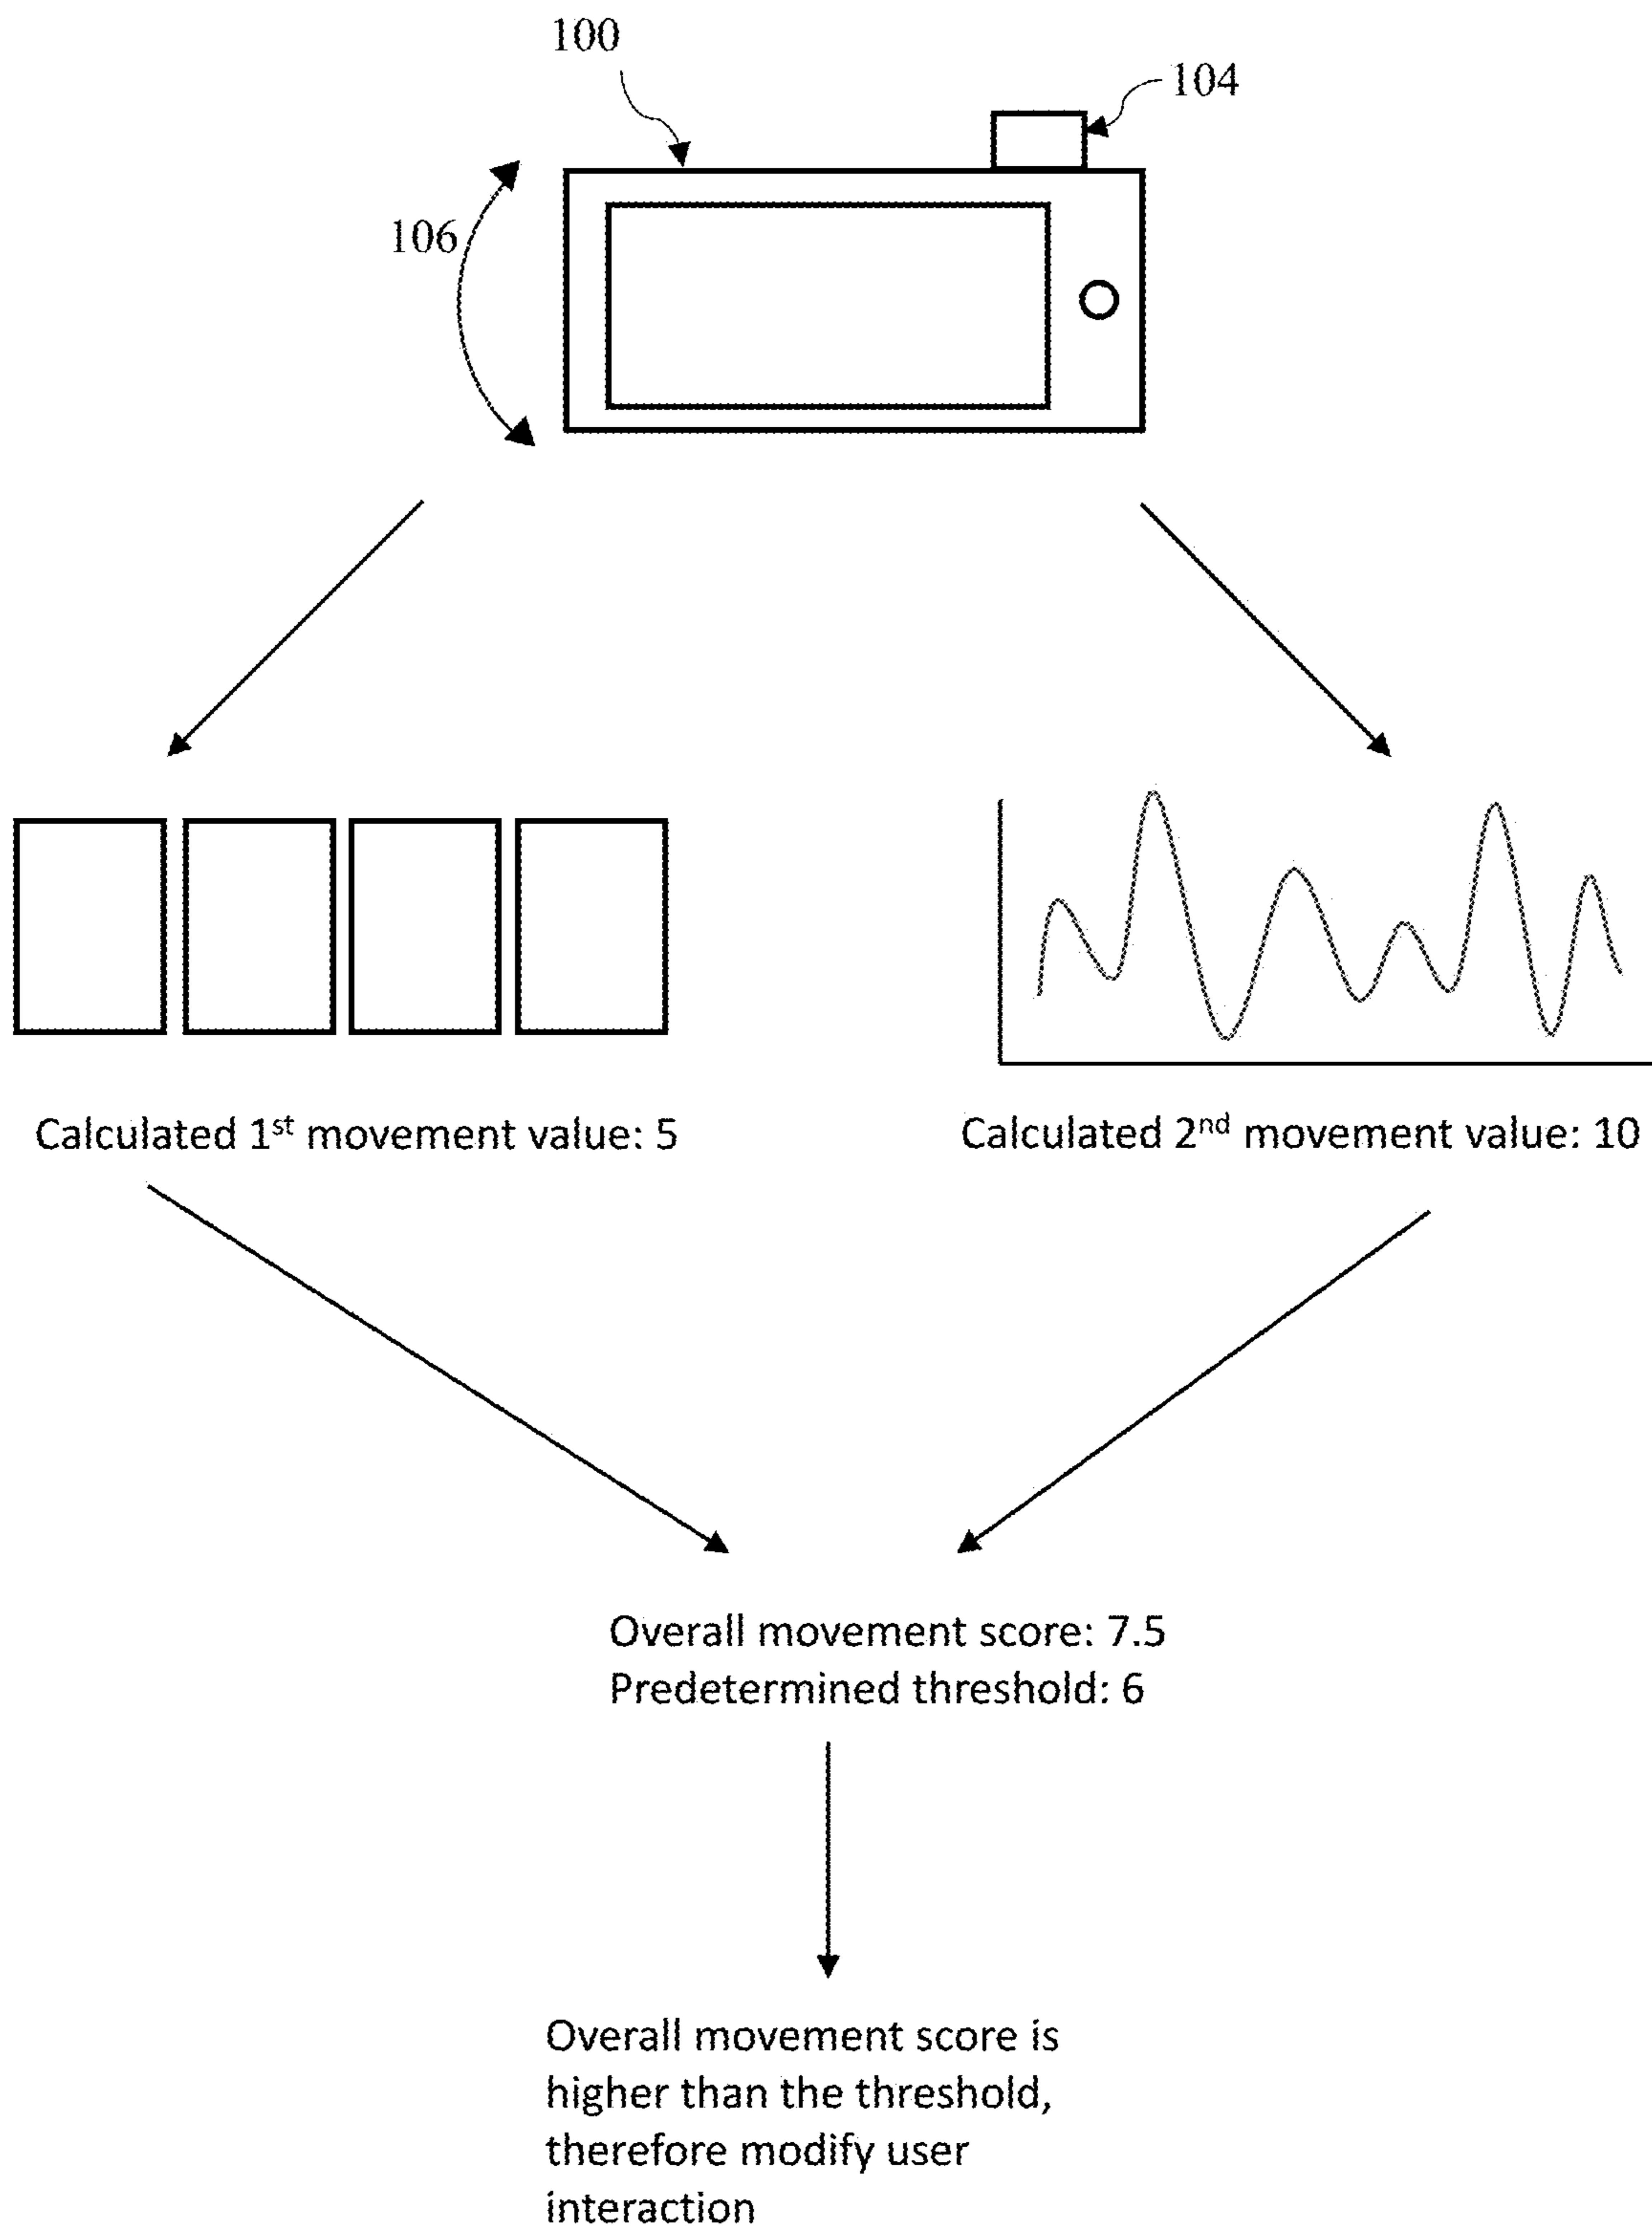 100
104
106
Calculated 1st movement value: 5
Calculated 2nd movement value: 10
Overall movement score: 7.5
Predetermined threshold: 6
Overall movement score is
higher than the threshold,
therefore modify user
interaction